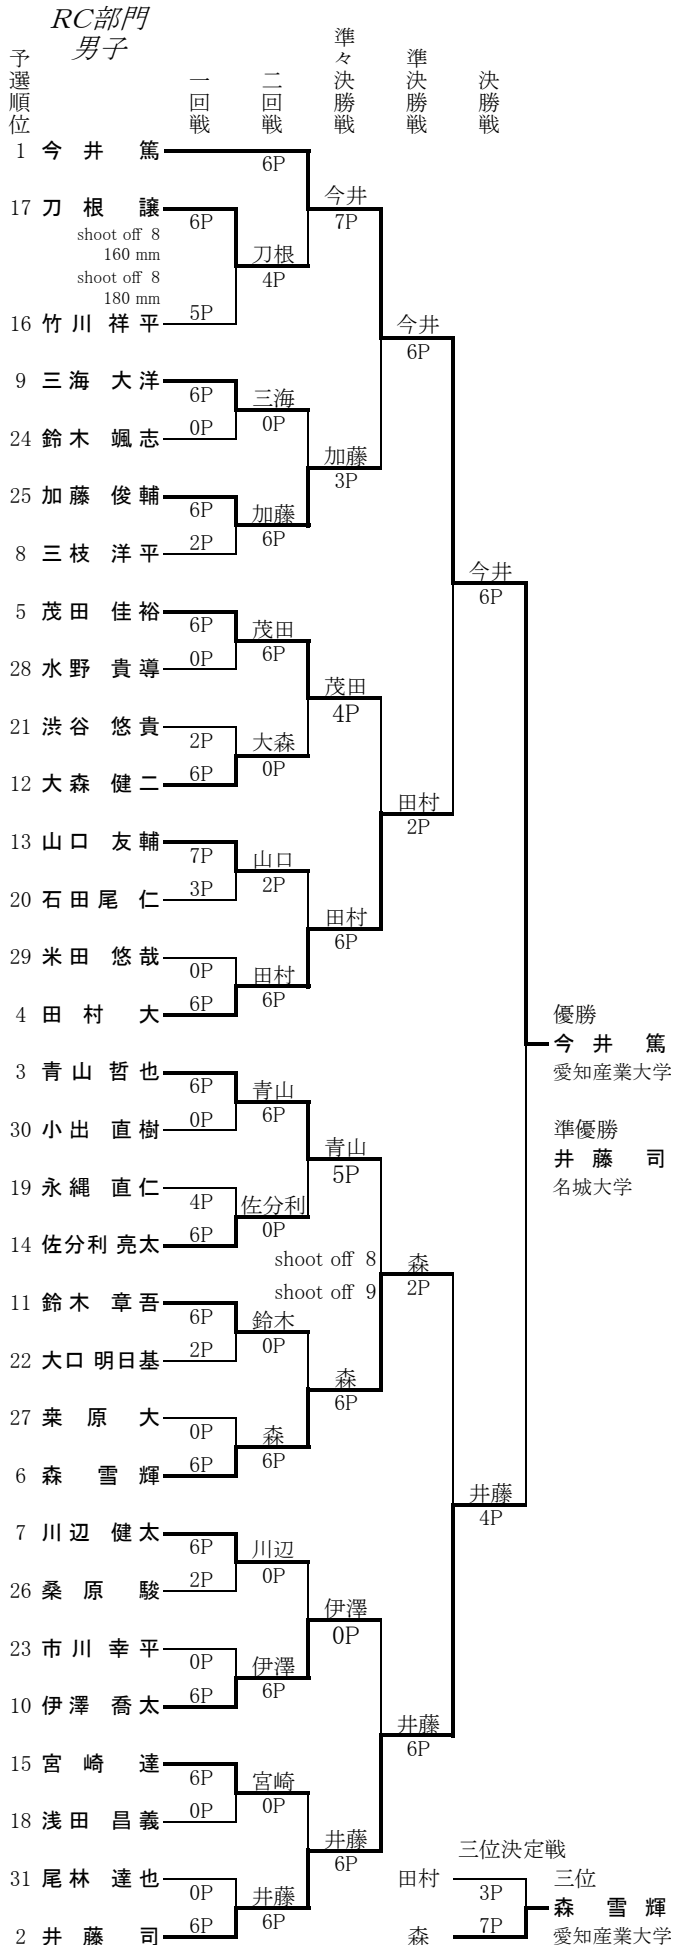 RC部門
男子
予選順位
一回戦
二回戦
準々決勝戦
準決勝戦
決勝戦
1 今井 篤
6P
今井
7P
17 刀根 譲
6P
shoot off 8
160 mm
刀根
4P
shoot off 8
180 mm
5P
16 竹川 祥平
今井
6P
9 三海 大洋
6P
三海
0P
0P
24 鈴木 颯志
加藤
3P
25 加藤 俊輔
6P
加藤
6P
2P
8 三枝 洋平
今井
6P
5 茂田 佳裕
6P
茂田
6P
0P
28 水野 貴導
茂田
4P
21 渋谷 悠貴
2P
大森
0P
6P
12 大森 健二
田村
2P
13 山口 友輔
7P
山口
2P
3P
20 石田尾 仁
田村
6P
29 米田 悠哉
0P
田村
6P
6P
4 田村 大
優勝
今井 篤
愛知産業大学
3 青山 哲也
6P
青山
6P
0P
30 小出 直樹
準優勝
井藤 司
名城大学
青山
5P
19 永縄 直仁
4P
佐分利
0P
6P
14 佐分利 亮太
shoot off 8
shoot off 9
森
2P
11 鈴木 章吾
6P
鈴木
0P
2P
22 大口 明日基
森
6P
27 桒原 大
0P
森
6P
6P
6 森 雪輝
井藤
4P
7 川辺 健太
6P
川辺
0P
2P
26 桑原 駿
伊澤
0P
23 市川 幸平
0P
伊澤
6P
6P
10 伊澤 喬太
井藤
6P
15 宮崎 達
6P
宮崎
0P
0P
18 浅田 昌義
井藤
6P
三位決定戦
31 尾林 達也
0P
井藤
6P
6P
2 井藤 司
田村
3P
三位
森 雪輝
愛知産業大学
7P
森